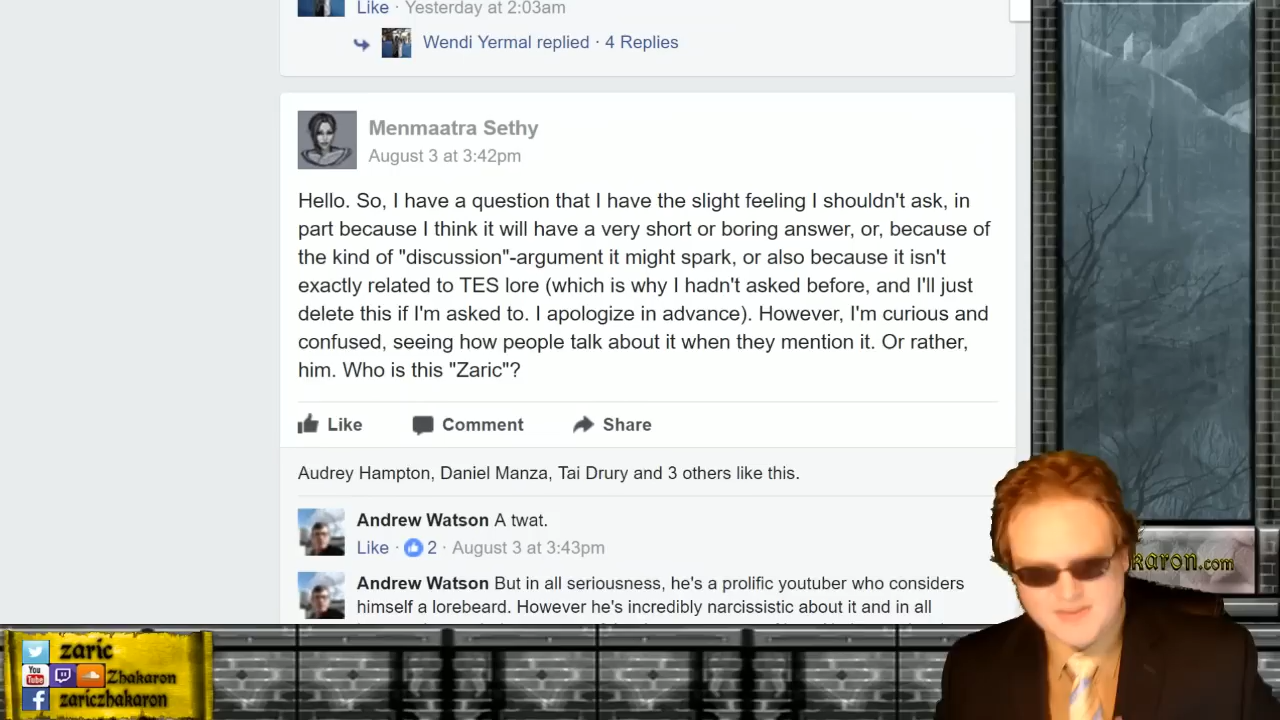 Like · Yesterday at 2:03am
Wendi Yermal replied · 4 Replies
Menmaatra Sethy
August 3 at 3:42pm
Hello. So, I have a question that I have the slight feeling I shouldn't ask, in
part because I think it will have a very short or boring answer, or, because of
the kind of "discussion"-argument it might spark, or also because it isn't
exactly related to TES lore (which is why I hadn't asked before, and I'll just
delete this if I'm asked to. I apologize in advance). However, I'm curious and
confused, seeing how people talk about it when they mention it. Or rather,
him. Who is this "Zaric"?
Like Comment Share
Audrey Hampton, Daniel Manza, Tai Drury and 3 others like this.
Andrew Watson A twat.
Like · 2 · August 3 at 3:43pm
Andrew Watson But in all seriousness, he's a prolific youtuber who considers
himself a lorebeard. However he's incredibly narcissistic about it and in all
karon.com
zaric
You Tube Zhakaron
zariczhakaron